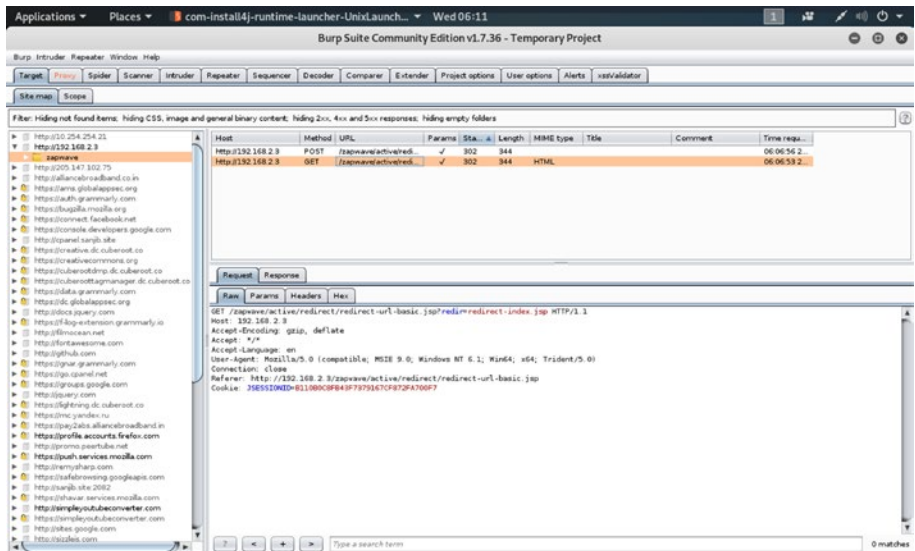 Applications Places com-install4j-runtime-launcher-UnixLaunch... Wed 06:11 1
Burp Suite Community Edition v1.7.36 - Temporary Project
Burp Intruder Repeater Window Help
Target Proxy Spider Scanner Intruder Repeater Sequencer Decoder Comparer Extender Project options User options Alerts xssValidator
Site map Scope
Filter: Hiding not found items; hiding CSS, image and general binary content; hiding 2xx, 4xx and 5xx responses; hiding empty folders ?
http://10.254.254.21
http://192.168.2.3
zapwave
http://205.147.102.75
http://alliancebroadband.co.in
https://ams.globalappsec.org
https://auth.grammarly.com
https://bugzilla.mozilla.org
https://connect.facebook.net
https://console.developers.google.com
http://cpanel.sanjib.site
https://creative.dc.cuberoot.co
https://creativecommons.org
https://cuberootdmp.dc.cuberoot.co
https://cuberoottagmanager.dc.cuberoot.co
https://data.grammarly.com
https://dc.globalappsec.org
http://docs.jquery.com
https://f-log-extension.grammarly.io
http://filmocean.net
http://fontawesome.com
http://github.com
https://gnar.grammarly.com
https://go.cpanel.net
https://groups.google.com
http://jquery.com
https://lightning.dc.cuberoot.co
https://mc.yandex.ru
https://pay2abs.alliancebroadband.in
https://profile.accounts.firefox.com
http://promo.peertube.net
https://push.services.mozilla.com
http://remysharp.com
https://safebrowsing.googleapis.com
http://sanjib.site:2082
https://shavar.services.mozilla.com
http://simpleyoutubeconverter.com
https://simpleyoutubeconverter.com
http://sites.google.com
http://sizzlejs.com
Host Method URL Params Sta... Length MIME type Title Comment Time requ...
http://192.168.2.3 POST /zapwave/active/redi... 302 344 06:06:56 2...
http://192.168.2.3 GET /zapwave/active/redi... 302 344 HTML 06:06:53 2...
Request Response
Raw Params Headers Hex
GET /zapwave/active/redirect/redirect-url-basic.jsp?redir=redirect-index.jsp HTTP/1.1
Host: 192.168.2.3
Accept-Encoding: gzip, deflate
Accept: */*
Accept-Language: en
User-Agent: Mozilla/5.0 (compatible; MSIE 9.0; Windows NT 6.1; Win64; x64; Trident/5.0)
Connection: close
Referer: http://192.168.2.3/zapwave/active/redirect/redirect-url-basic.jsp
Cookie: JSESSIONID=B110B0C8FB43F7379167CF872FA700F7
? < + > Type a search term 0 matches